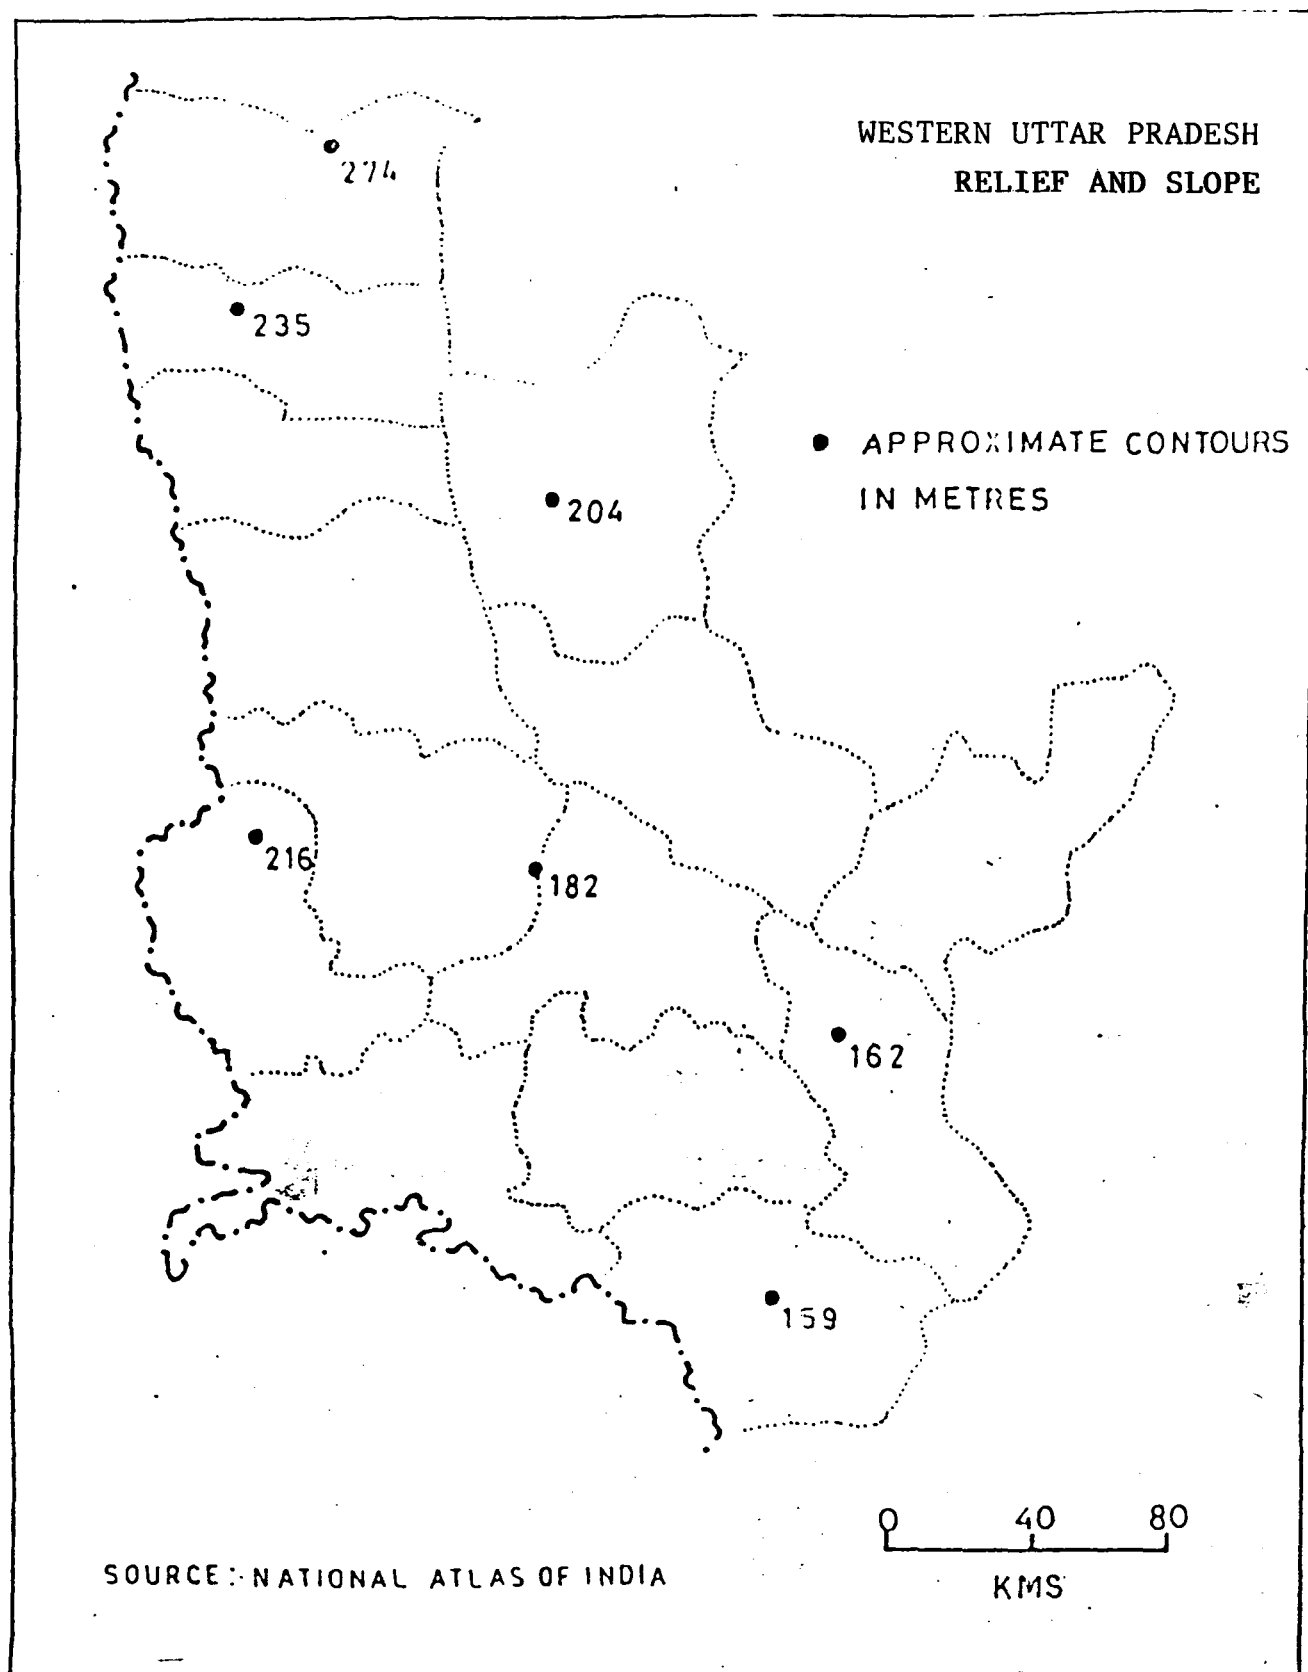 WESTERN UTTAR PRADESH
RELIEF AND SLOPE
274
235
APPROXIMATE CONTOURS
IN METRES
204
216
182
162
159
0 40 80
KMS
SOURCE:- NATIONAL ATLAS OF INDIA